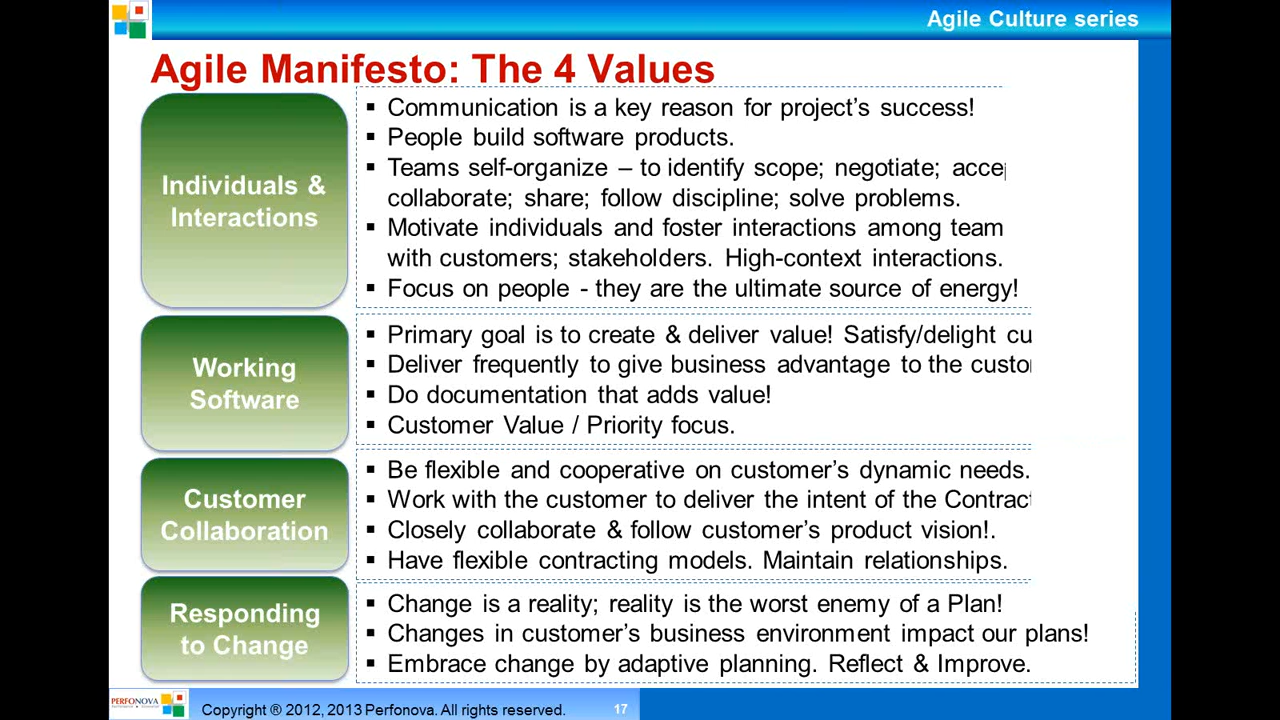 Agile Culture series
Agile Manifesto: The 4 Values
Individuals &
Interactions
▪ Communication is a key reason for project's success!
▪ People build software products.
▪ Teams self-organize – to identify scope; negotiate;
collaborate; share; follow discipline; solve problems.
▪ Motivate individuals and foster interactions among team
with customers; stakeholders. High-context interactions.
▪ Focus on people - they are the ultimate source of energy!
Working
Software
▪ Primary goal is to create & deliver value! Satisfy/delight
▪ Deliver frequently to give business advantage to the
▪ Do documentation that adds value!
▪ Customer Value / Priority focus.
Customer
Collaboration
▪ Be flexible and cooperative on customer's dynamic needs.
▪ Work with the customer to deliver the intent of the Contract
▪ Closely collaborate & follow customer's product vision!.
▪ Have flexible contracting models. Maintain relationships.
Responding
to Change
▪ Change is a reality; reality is the worst enemy of a Plan!
▪ Changes in customer's business environment impact our plans!
▪ Embrace change by adaptive planning. Reflect & Improve.
PERFONOVA
Copyright ® 2012, 2013 Perfonova. All rights reserved.
17